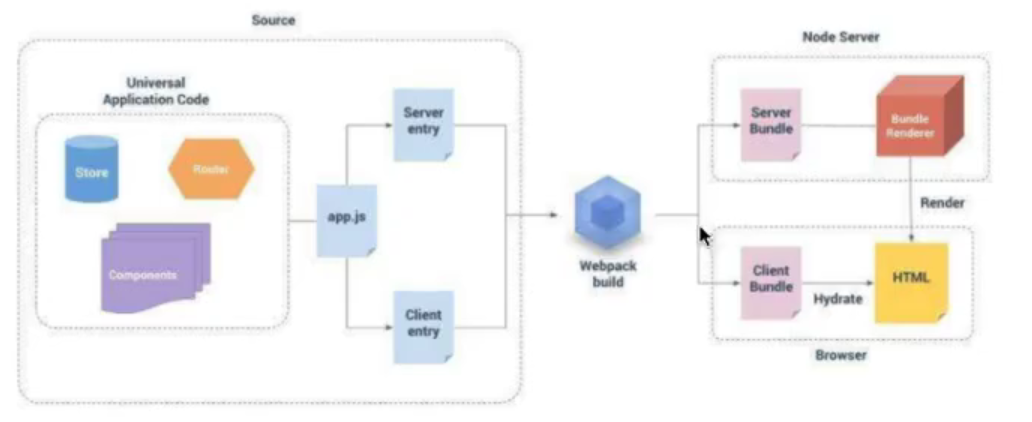 Source
Universal
Application Code
Store
Router
Components
app.js
Server
entry
Client
entry
Webpack
build
Node Server
Server
Bundle
Bundle
Renderer
Render
Client
Bundle
Hydrate
HTML
Browser